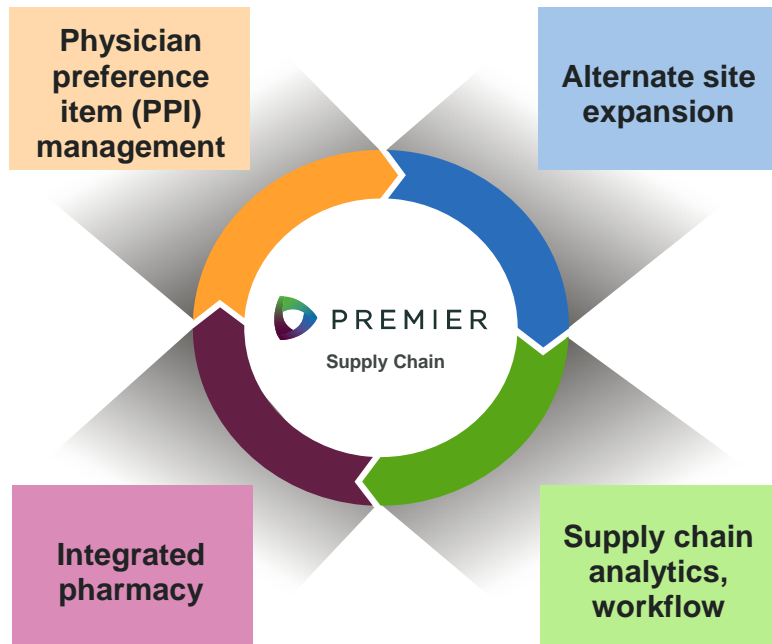 Physician
preference
item (PPI)
management
Alternate site
expansion
PREMIER
Supply Chain
Integrated
pharmacy
Supply chain
analytics,
workflow